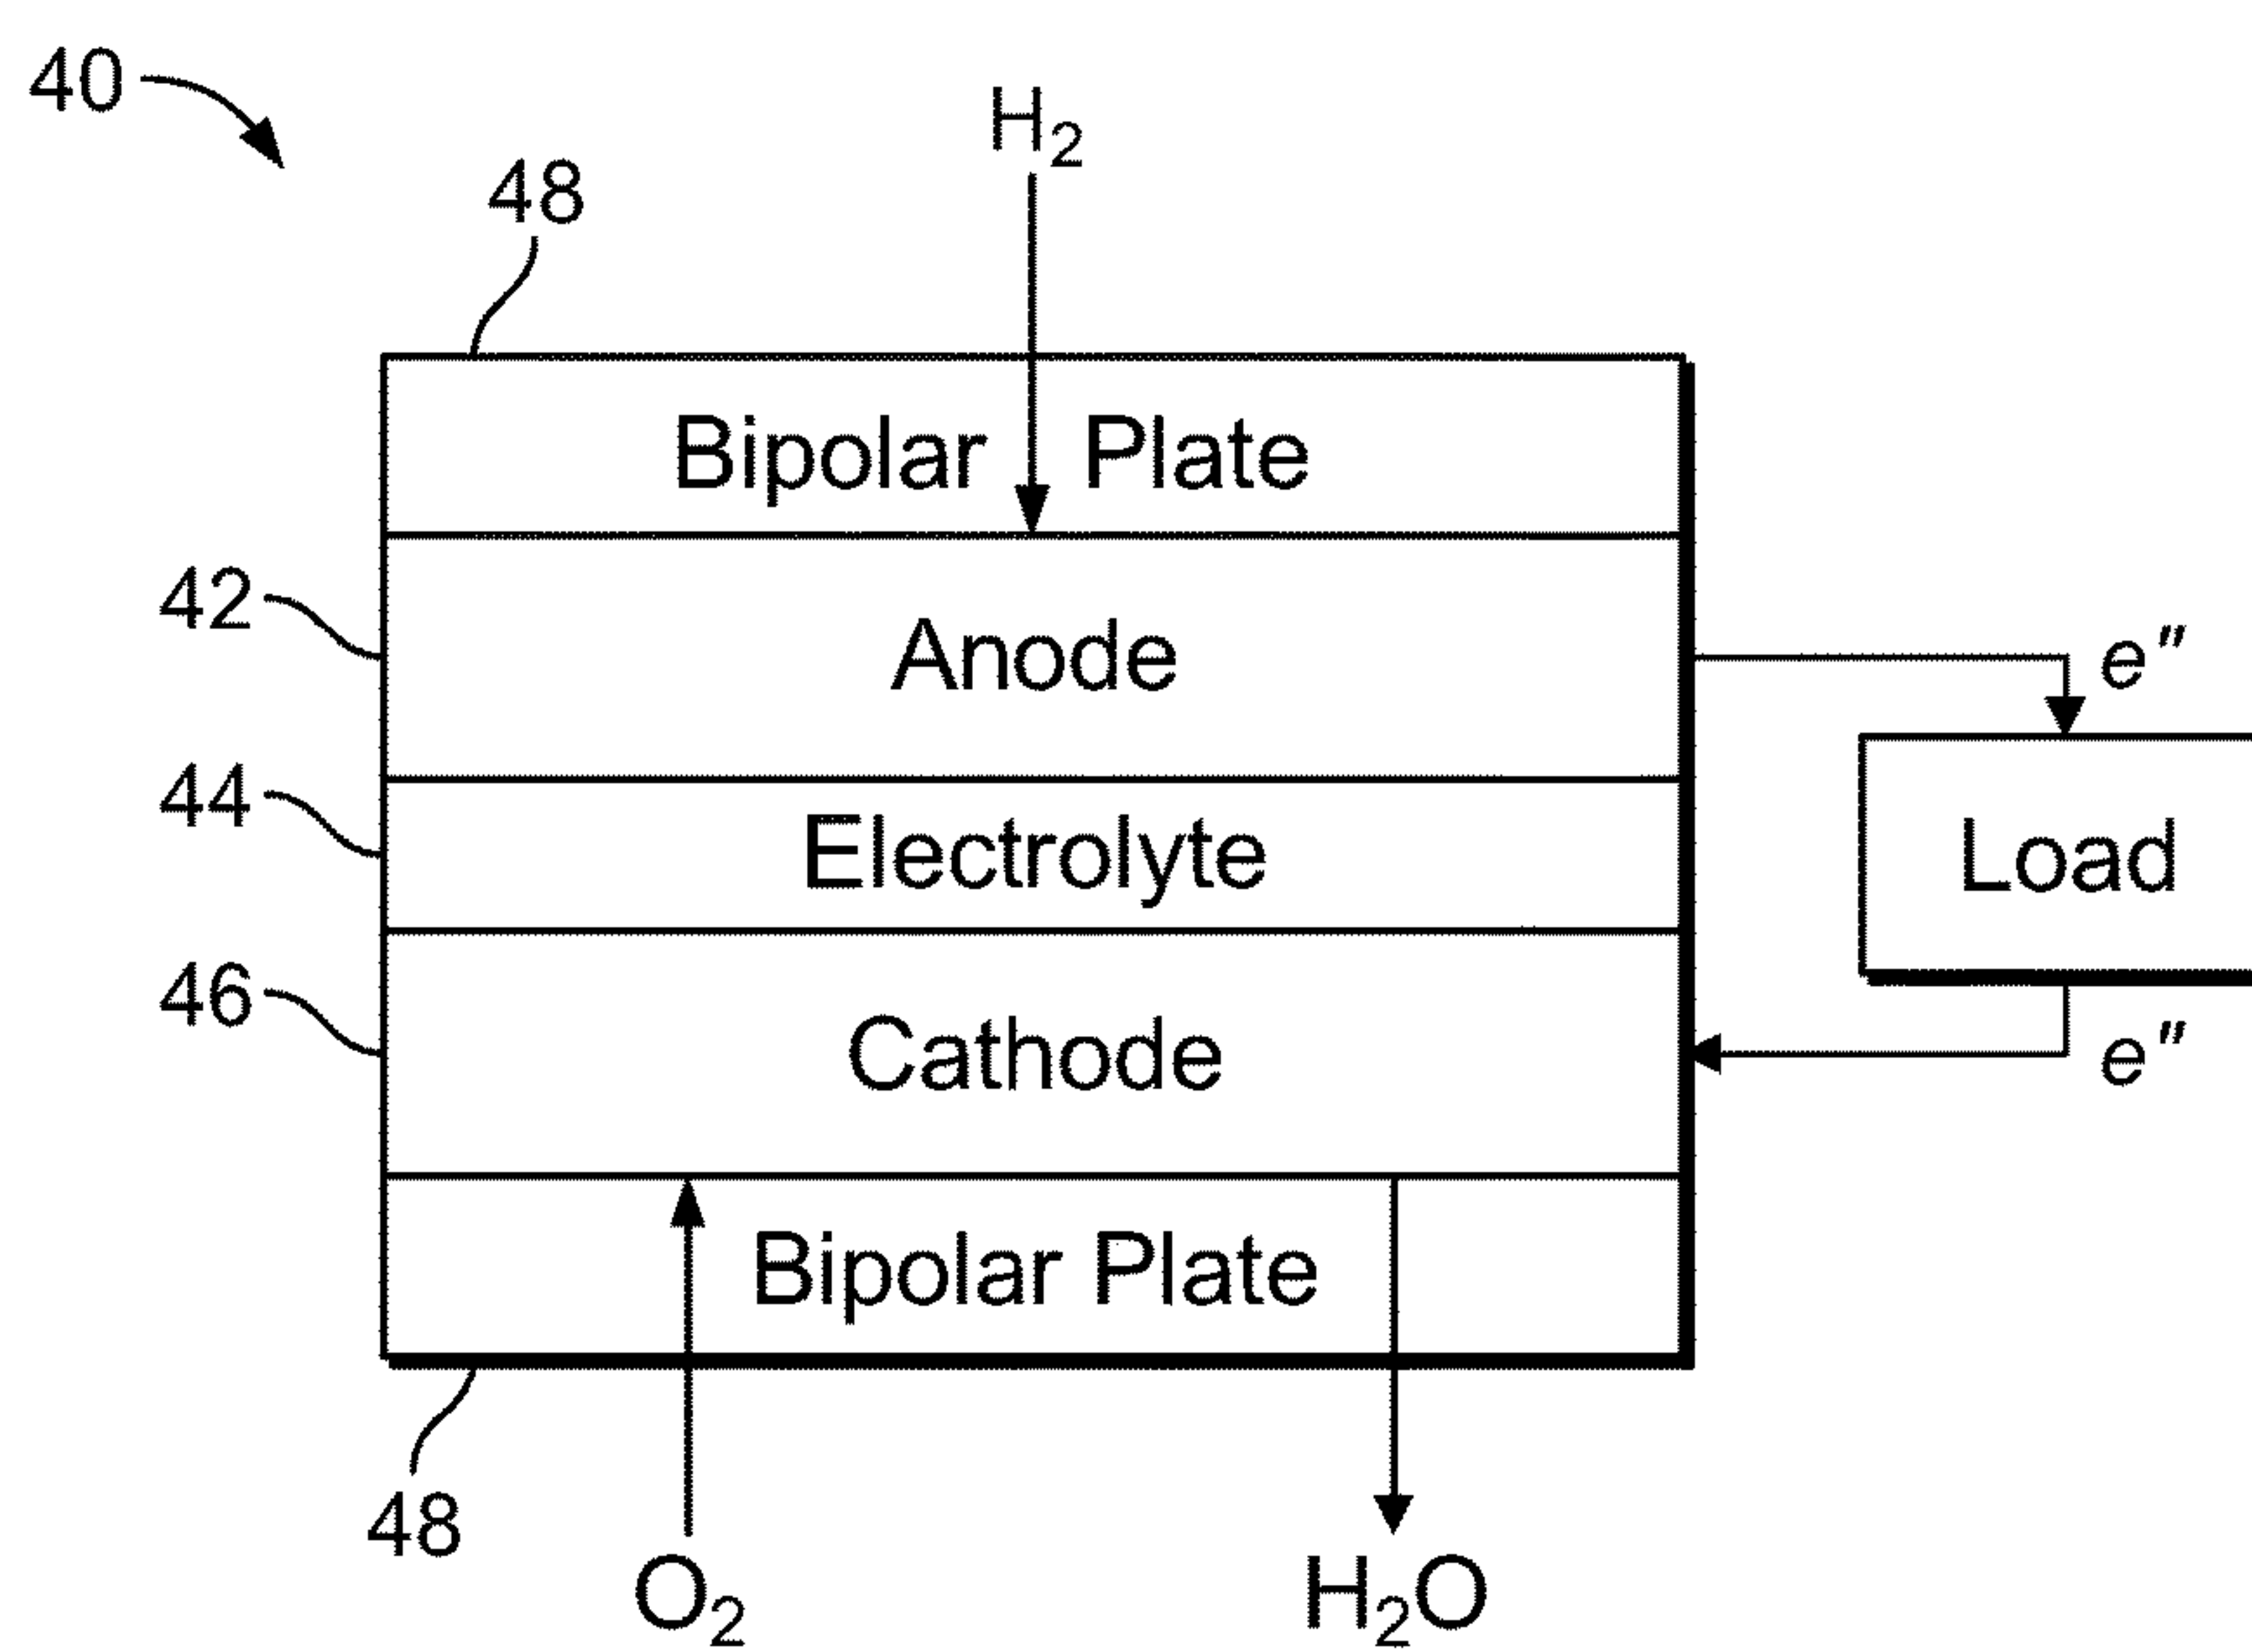 40
H₂
48
Bipolar Plate
42
Anode
e"
44
Electrolyte
Load
46
Cathode
e"
Bipolar Plate
48
O₂
H₂O